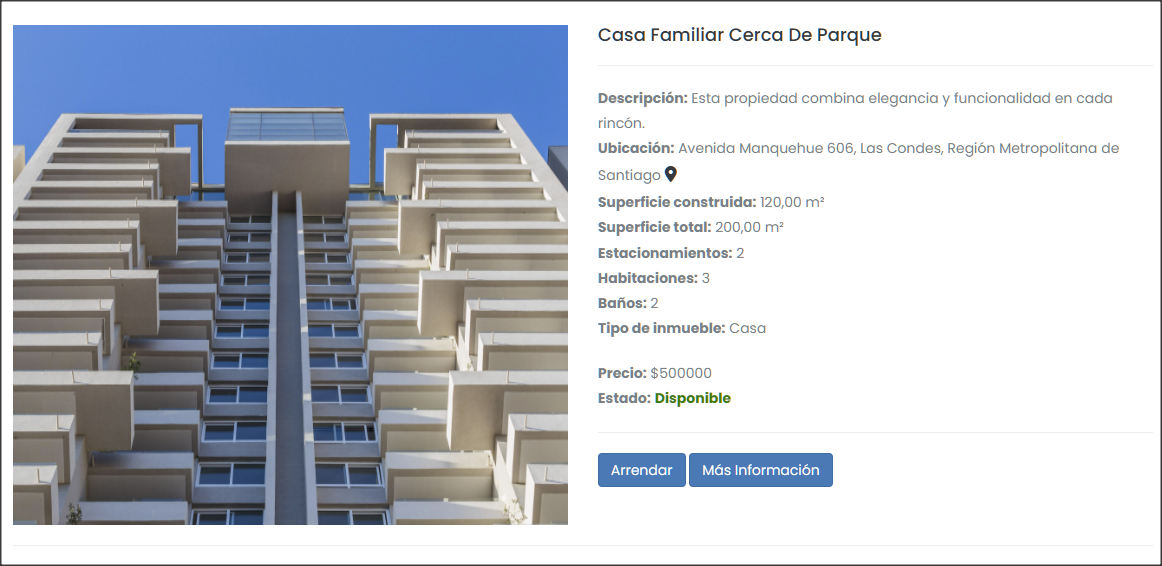 Casa Familiar Cerca De Parque
Descripción: Esta propiedad combina elegancia y funcionalidad en cada
rincón.
Ubicación: Avenida Manquehue 606, Las Condes, Región Metropolitana de
Santiago
Superficie construida: 120,00 m²
Superficie total: 200,00 m²
Estacionamientos: 2
Habitaciones: 3
Baños: 2
Tipo de inmueble: Casa
Precio: $500000
Estado: Disponible
Arrendar Más Información